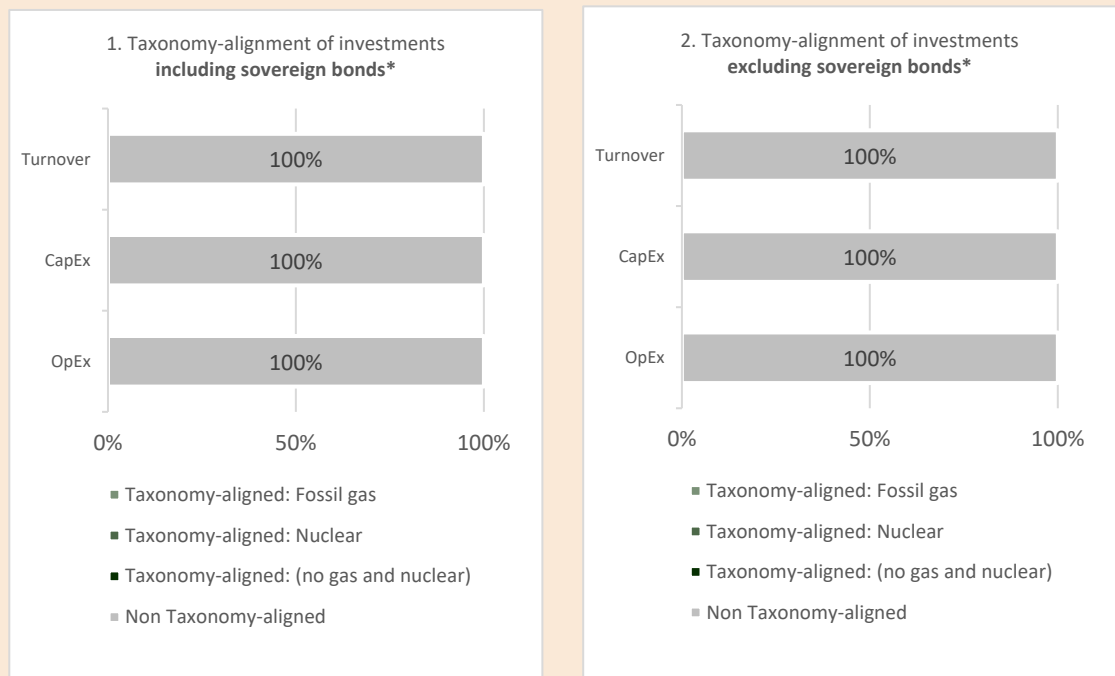 1. Taxonomy-alignment of investments
including sovereign bonds*
Turnover
100%
CapEx
100%
OpEx
100%
0%
50%
100%
Taxonomy-aligned: Fossil gas
Taxonomy-aligned: Nuclear
Taxonomy-aligned: (no gas and nuclear)
Non Taxonomy-aligned
2. Taxonomy-alignment of investments
excluding sovereign bonds*
Turnover
100%
CapEx
100%
OpEx
100%
0%
50%
100%
Taxonomy-aligned: Fossil gas
Taxonomy-aligned: Nuclear
Taxonomy-aligned: (no gas and nuclear)
Non Taxonomy-aligned